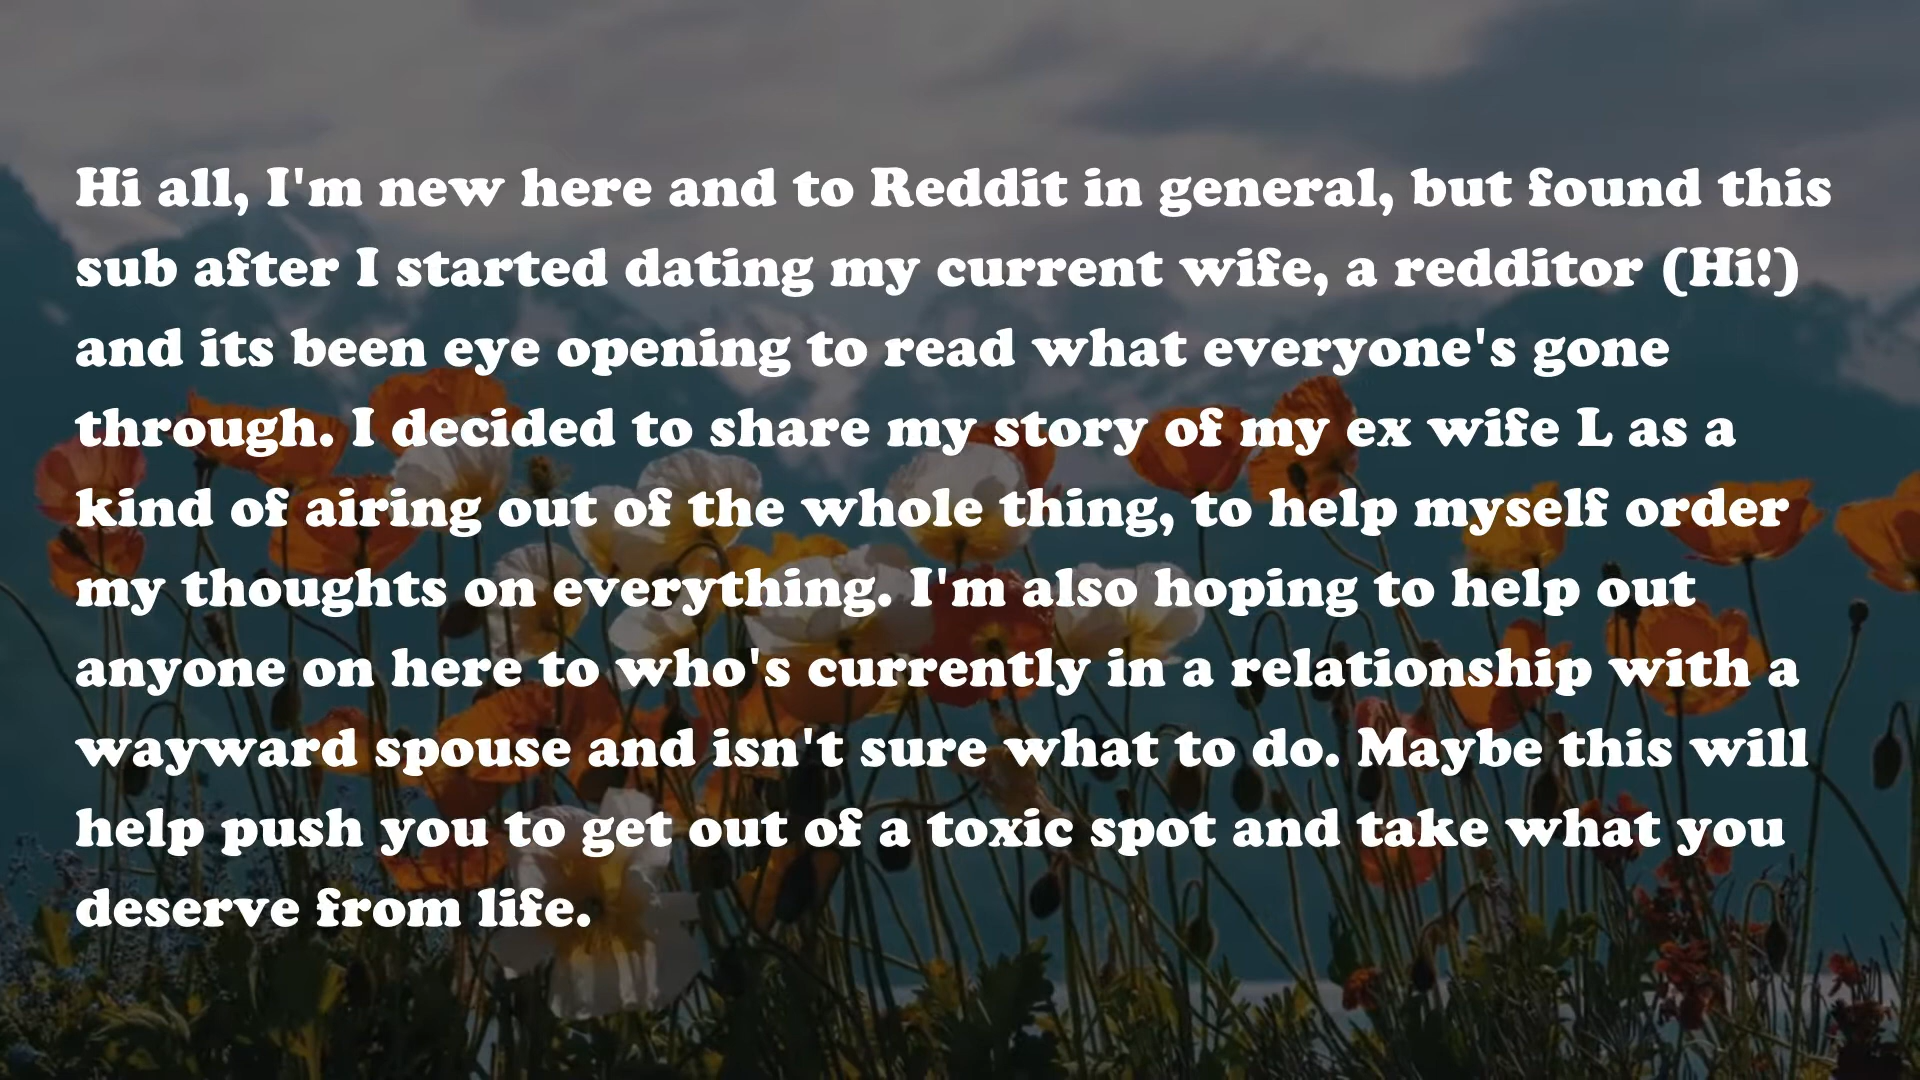 Hi all, I'm new here and to Reddit in general, but found this
sub after I started dating my current wife, a redditor (Hi!)
and its been eye opening to read what everyone's gone
through. I decided to share my story of my ex wife L as a
kind of airing out of the whole thing, to help myself order
my thoughts on everything. I'm also hoping to help out
anyone on here to who's currently in a relationship with a
wayward spouse and isn't sure what to do. Maybe this will
help push you to get out of a toxic spot and take what you
deserve from life.